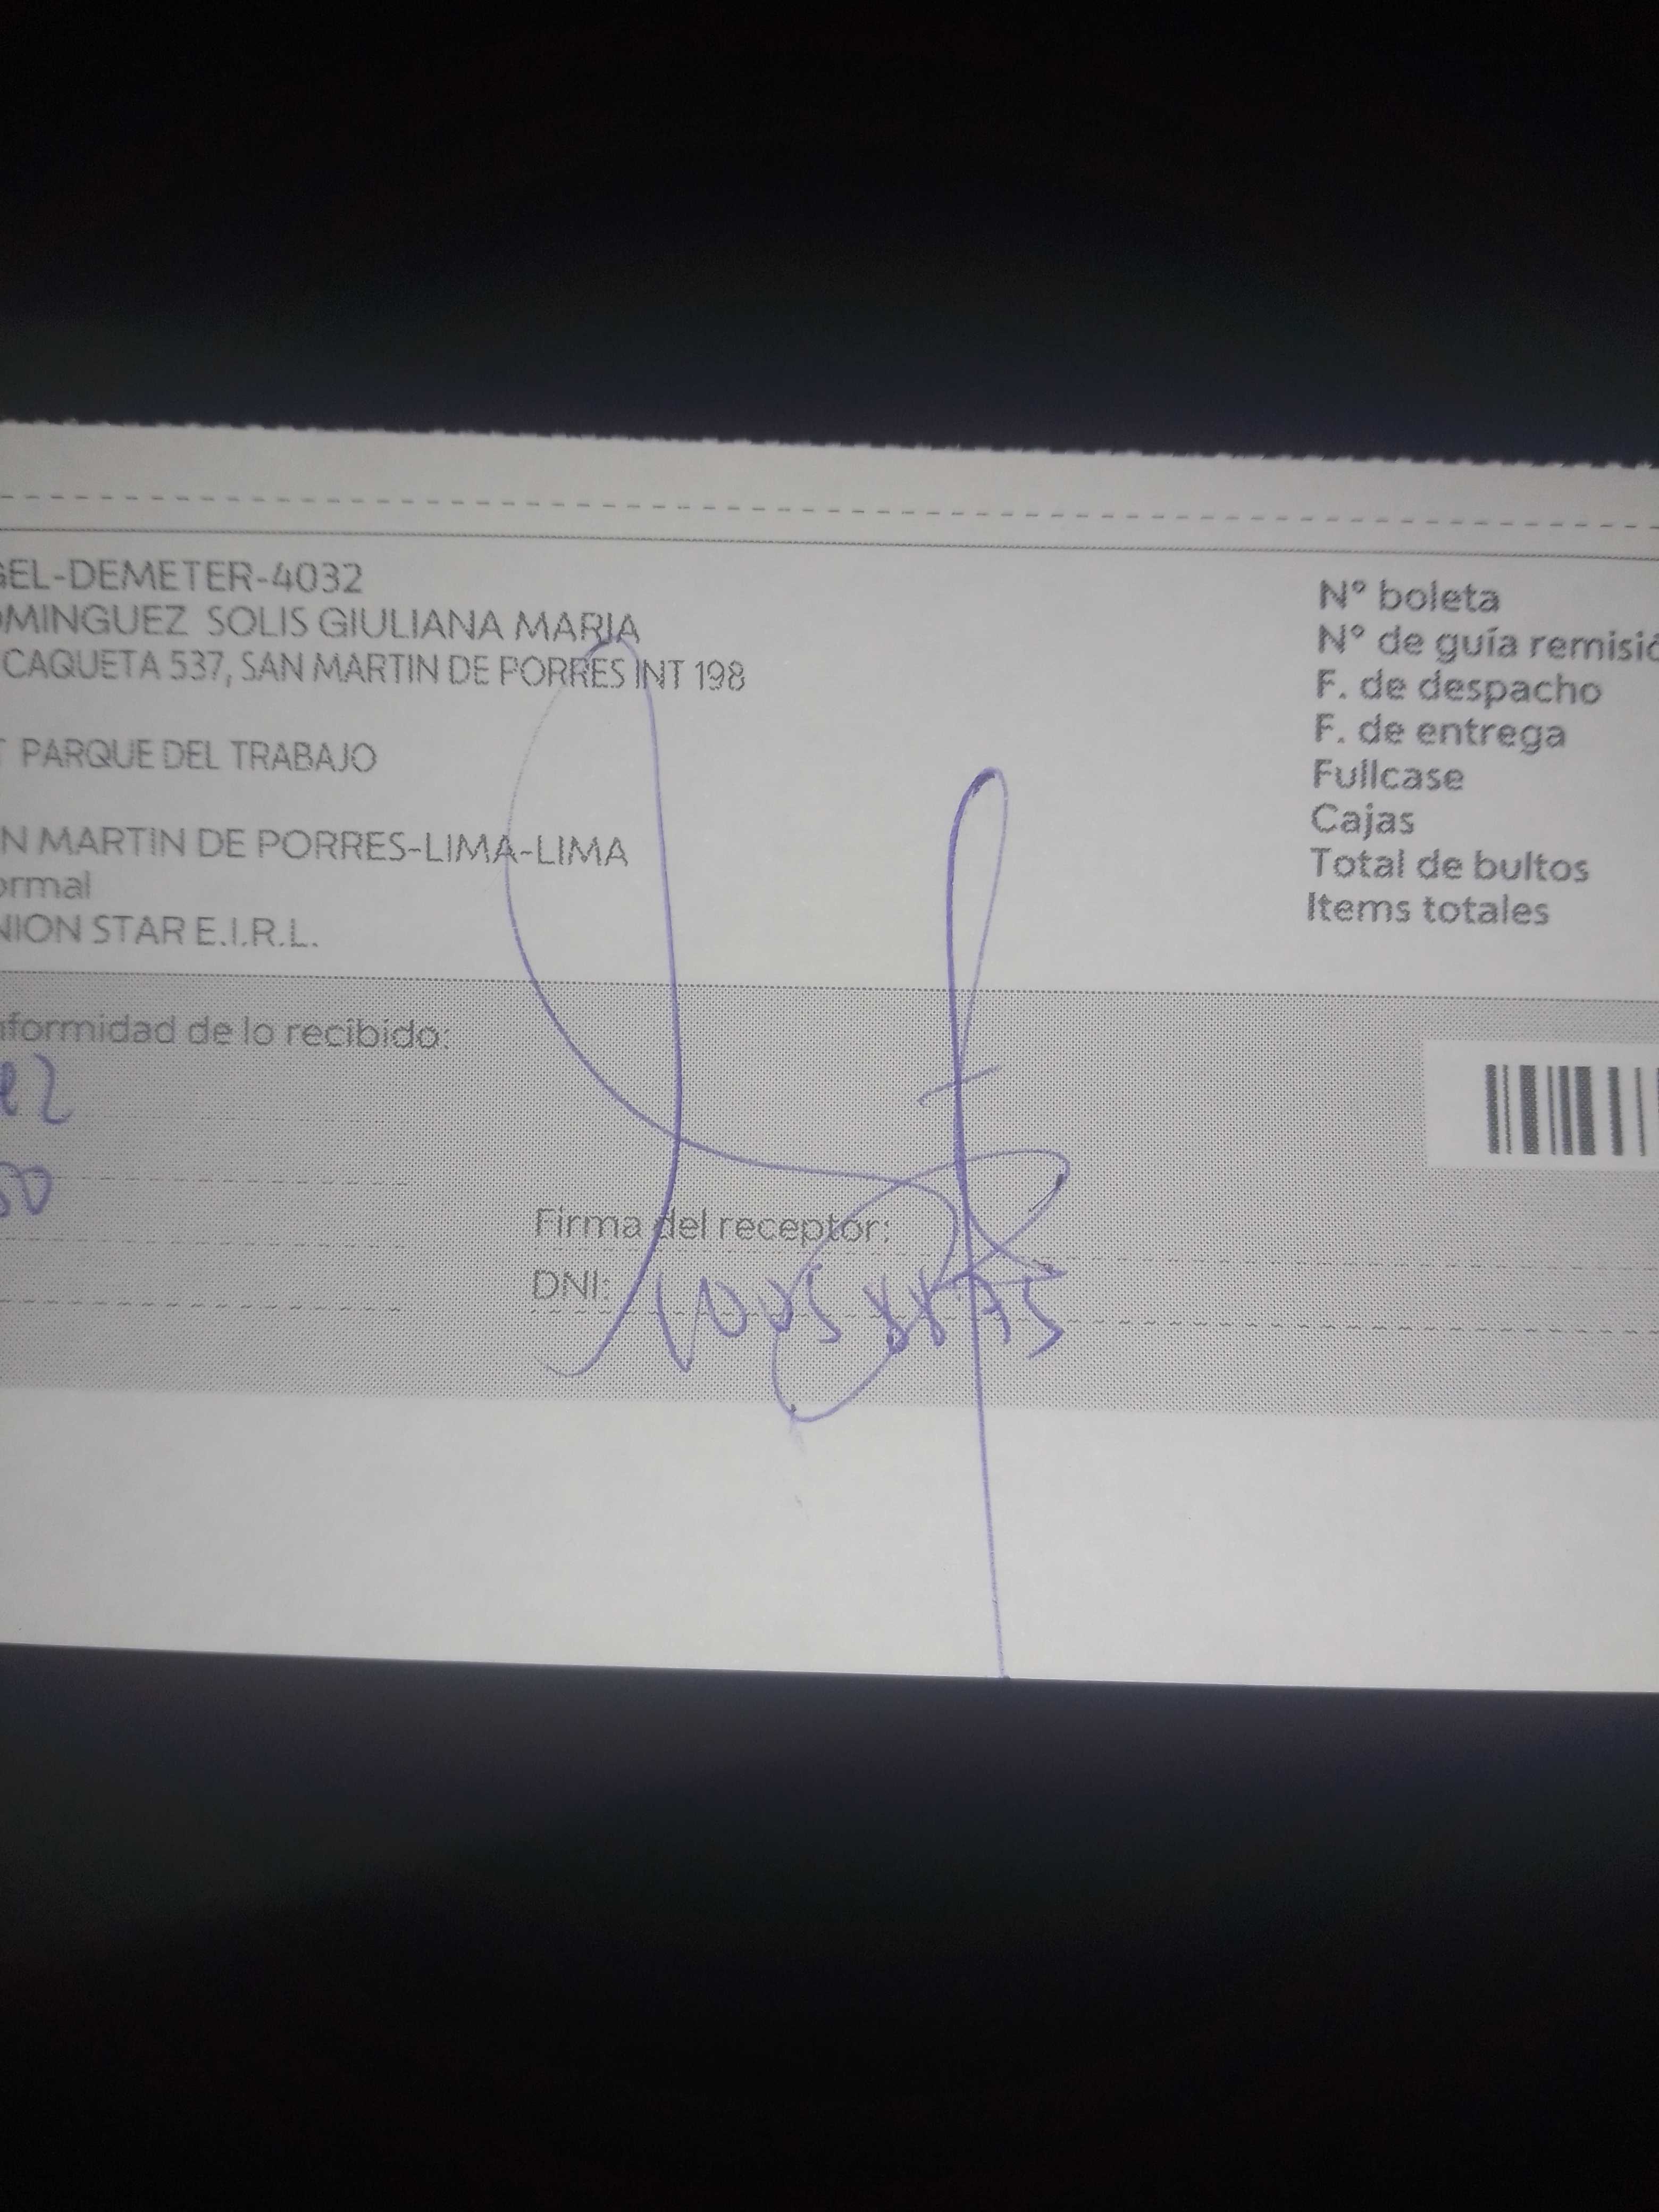 GEL-DEMETER-4032
OMINGUEZ SOLIS GIULIANA MARIA
CAQUETA 537, SAN MARTIN DE PORRES INT 198
PARQUE DEL TRABAJO
N MARTIN DE PORRES-LIMA-LIMA
ormal
NION STAR E.I.R.L.
N° boleta
N° de guía remisió
F. de despacho
F. de entrega
Fullcase
Cajas
Total de bultos
Items totales
nformidad de lo recibido:
Firma del receptor:
DNI: